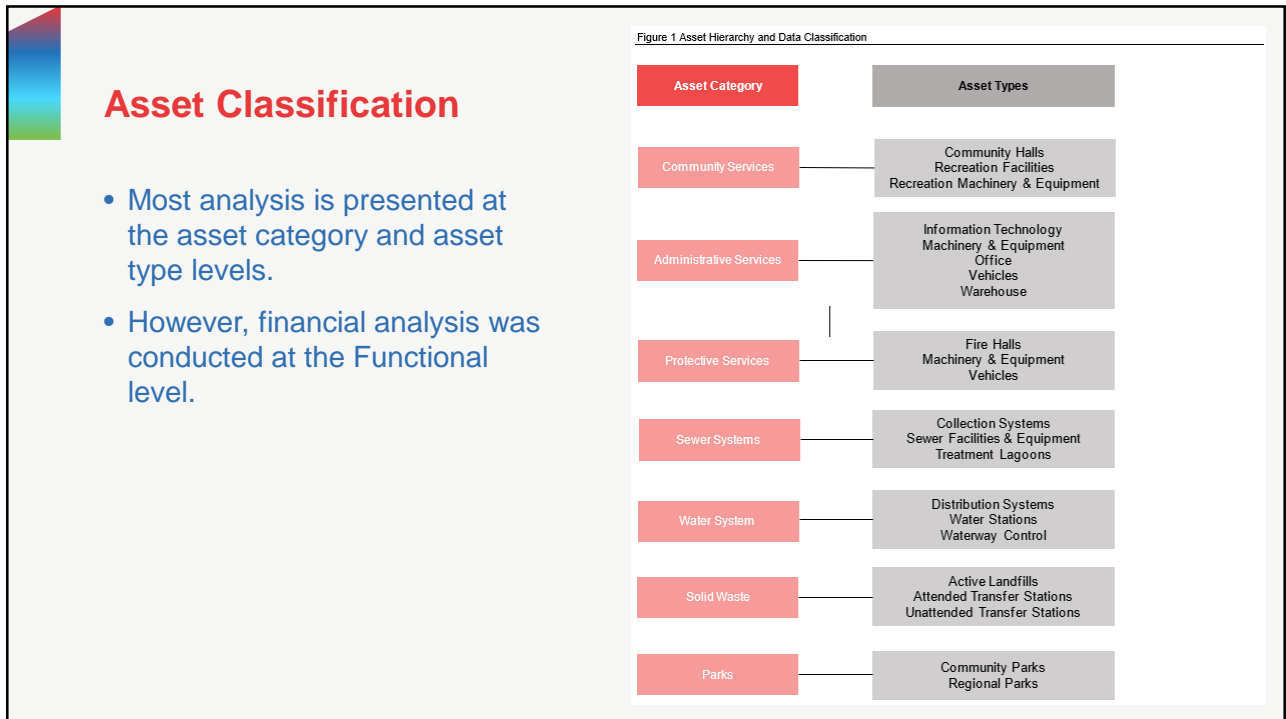 Asset Classification
• Most analysis is presented at
the asset category and asset
type levels.
• However, financial analysis was
conducted at the Functional
level.
Figure 1 Asset Hierarchy and Data Classification
Asset Category
Asset Types
Community Services
Community Halls
Recreation Facilities
Recreation Machinery & Equipment
Administrative Services
Information Technology
Machinery & Equipment
Office
Vehicles
Warehouse
Protective Services
Fire Halls
Machinery & Equipment
Vehicles
Sewer Systems
Collection Systems
Sewer Facilities & Equipment
Treatment Lagoons
Water System
Distribution Systems
Water Stations
Waterway Control
Solid Waste
Active Landfills
Attended Transfer Stations
Unattended Transfer Stations
Parks
Community Parks
Regional Parks